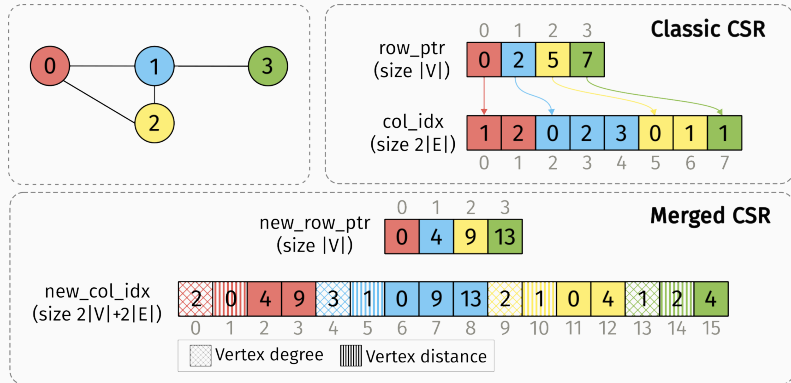 0 1 3
2
Classic CSR
0 1 2 3
row_ptr
(size |V|)
0 2 5 7
col_idx
(size 2|E|)
1 2 0 2 3 0 1 1
0 1 2 3 4 5 6 7
Merged CSR
0 1 2 3
new_row_ptr
(size |V|)
0 4 9 13
new_col_idx
(size 2|V|+2|E|)
2 0 4 9 3 1 0 9 13 2 1 0 4 1 2 4
0 1 2 3 4 5 6 7 8 9 10 11 12 13 14 15
Vertex degree Vertex distance